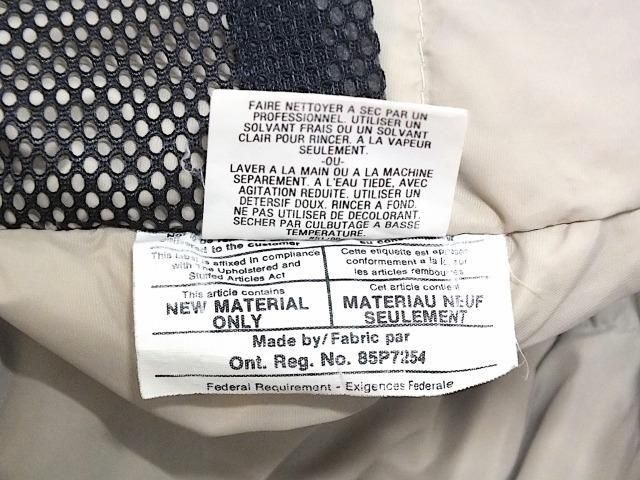 FAIRE NETTOYER A SEC PAR UN
PROFESSIONNEL. UTILISER UN
SOLVANT FRAIS OU UN SOLVANT
CLAIR POUR RINCER. A LA VAPEUR
SEULEMENT.
-OU-
LAVER A LA MAIN OU A LA MACHINE
SEPAREMENT. A L'EAU TIEDE, AVEC
AGITATION REDUITE. UTILISER UN
DETERSIF DOUX. RINCER A FOND.
NE PAS UTILISER DE DECOLORANT.
SECHER PAR CULBUTAGE A BASSE
TEMPERATURE.
to the customer
This Label is affixed in compliance
with The Upholstered and
Stuffed Articles Act
Cette etiquette est
conformement a la loi sur
les articles rembourres
This article contains
NEW MATERIAL
ONLY
Cet article contient
MATERIAU NEUF
SEULEMENT
Made by/Fabric par
Ont. Reg. No. 85P7254
Federal Requirement - Exigences Federale